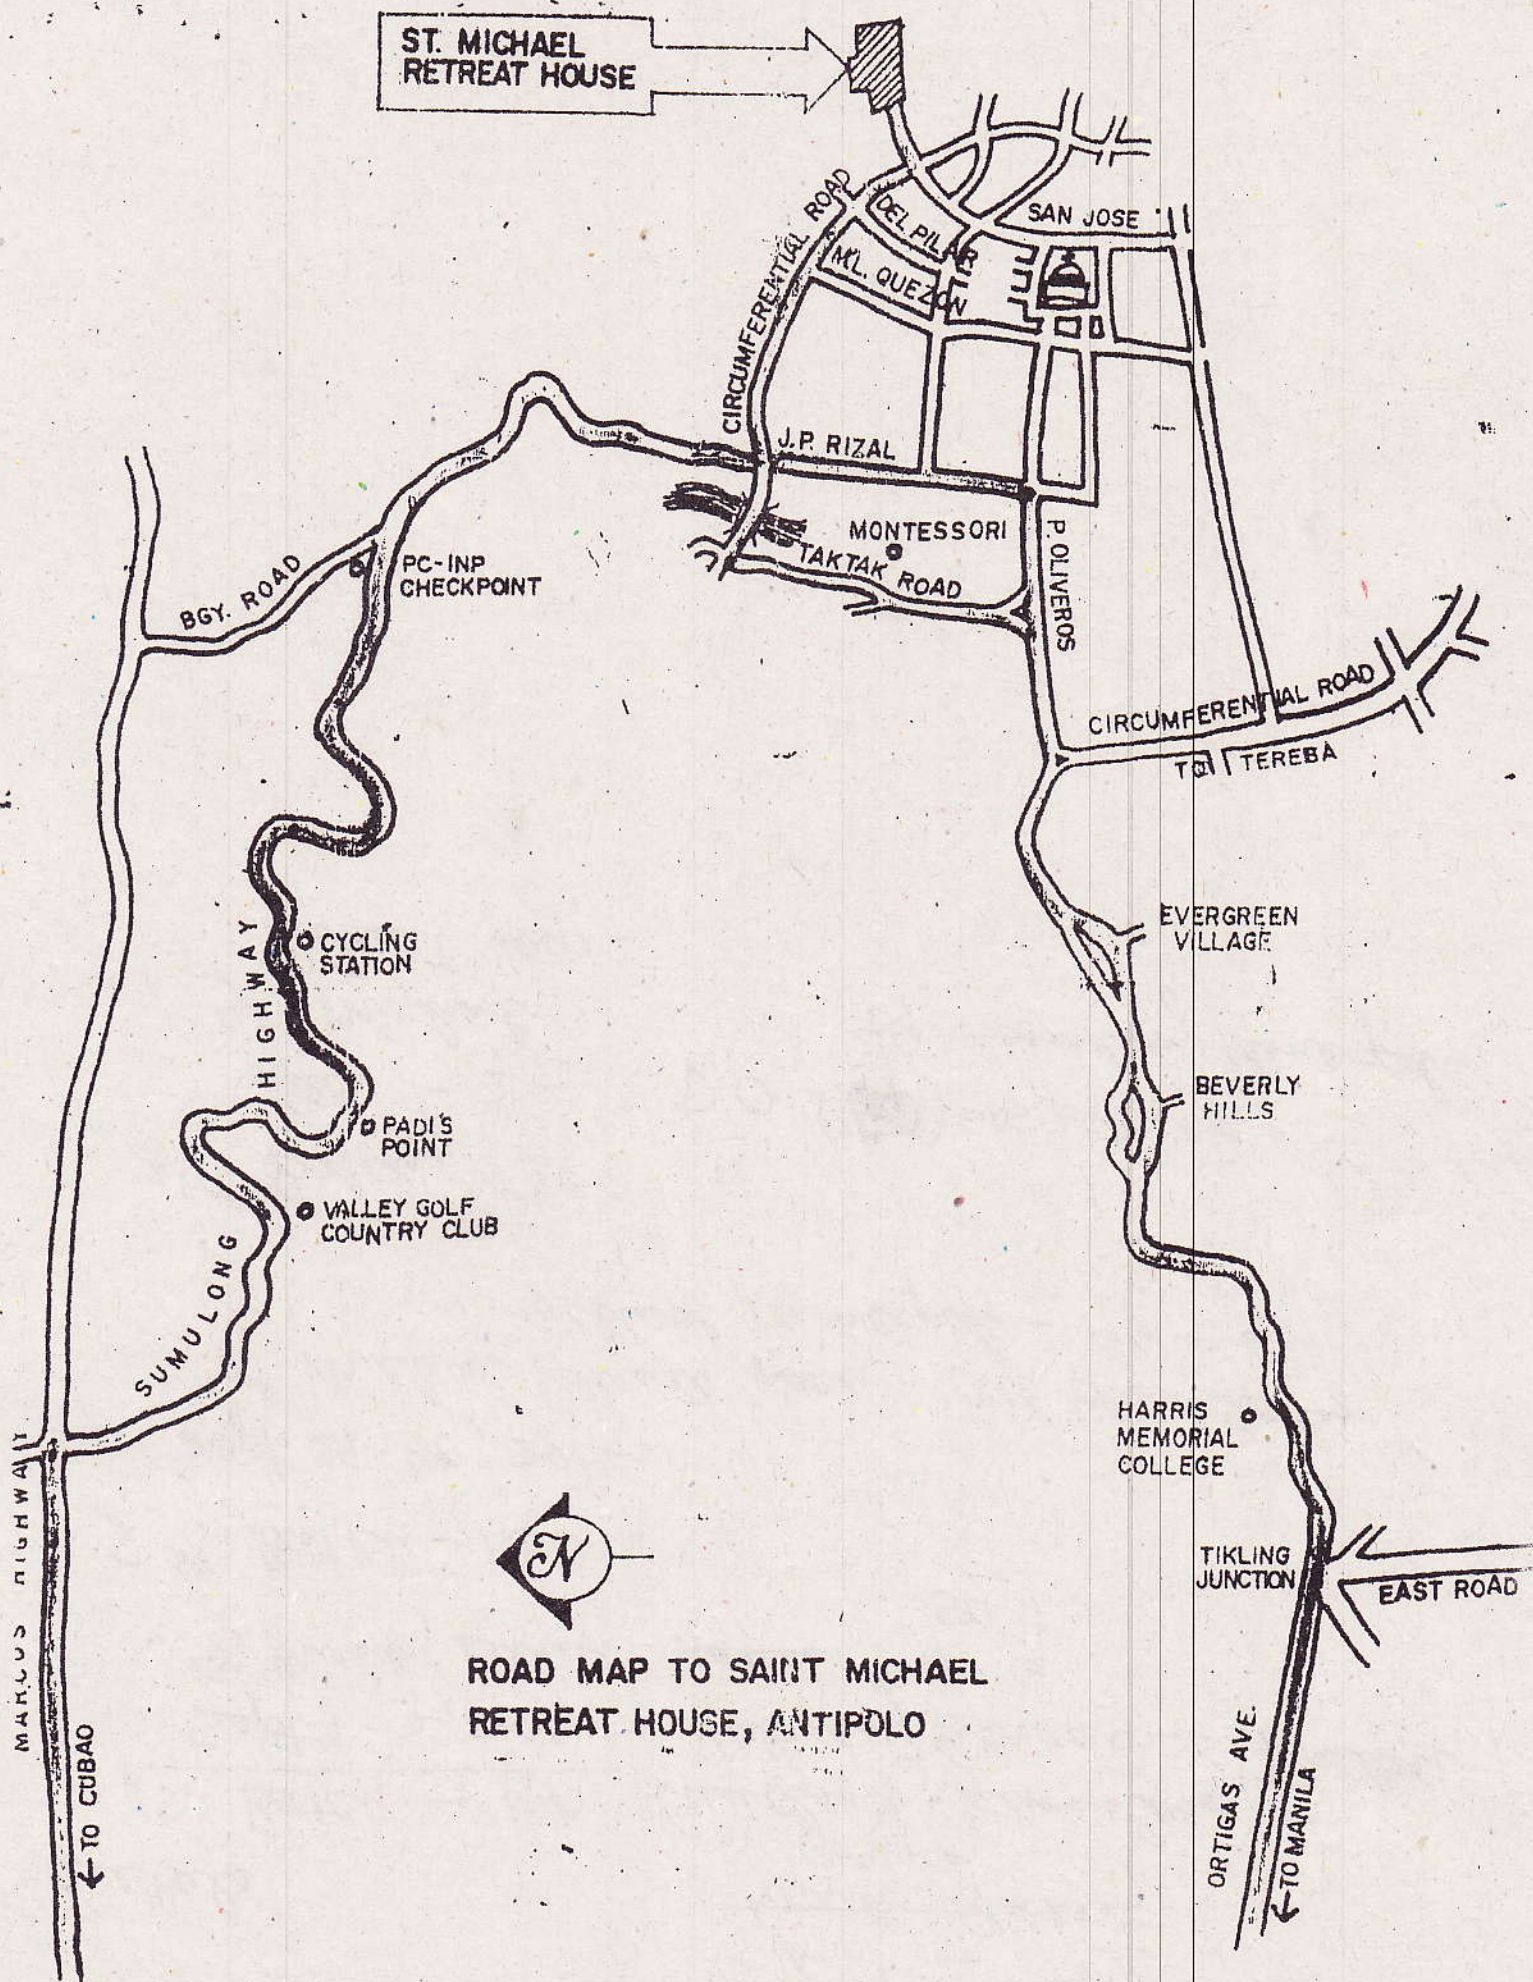 ST. MICHAEL
RETREAT HOUSE
CIRCUMFERENTIAL ROAD
DEL PILAR
SAN JOSE
M.L. QUEZON
J.P. RIZAL
MONTESSORI
TAKTAK ROAD
P. OLIVEROS
BGY. ROAD
PC-INP
CHECKPOINT
CIRCUMFERENTIAL ROAD
TO TEREBA
EVERGREEN
VILLAGE
CYCLING
STATION
BEVERLY
HILLS
PADI'S
POINT
VALLEY GOLF
COUNTRY CLUB
SUMULONG HIGHWAY
HARRIS
MEMORIAL
COLLEGE
MARCOS HIGHWAY
TIKLING
JUNCTION
EAST ROAD
N
ROAD MAP TO SAINT MICHAEL
RETREAT HOUSE, ANTIPOLO
←TO CUBAO
ORTIGAS AVE.
←TO MANILA